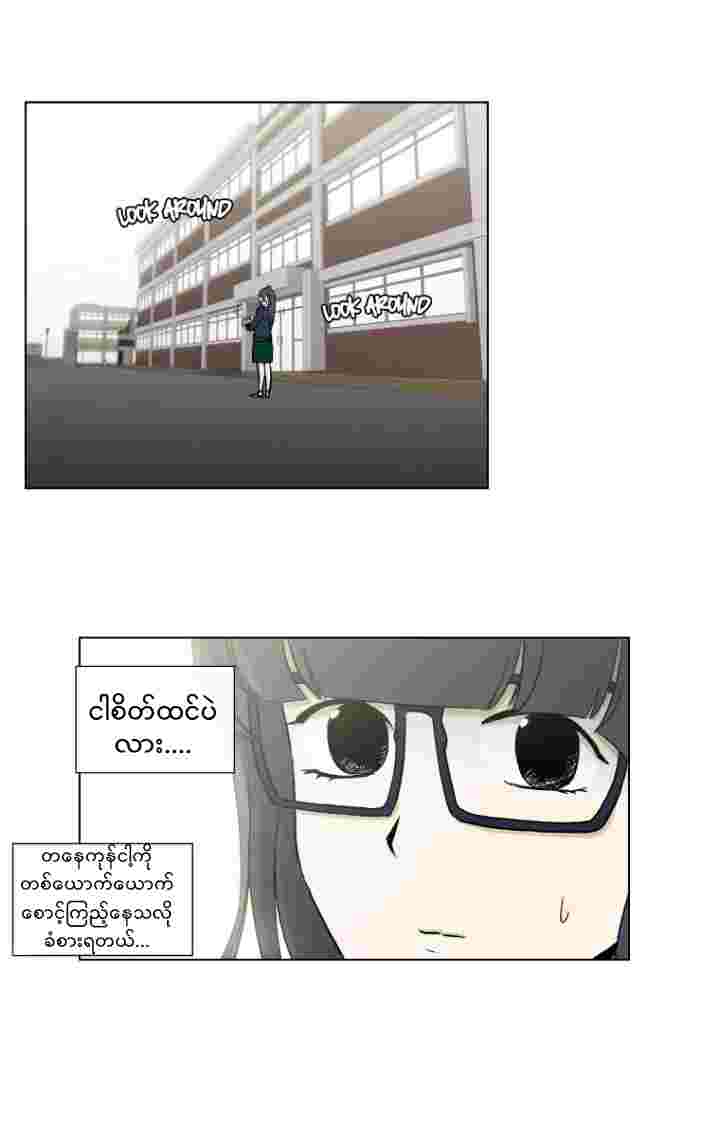 LOOK AROUND
LOOK AROUND
ငါစိတ်ထင်ပဲ
လား....
တနေကုန်ငါ့ကို
တစ်ယောက်ယောက်
စောင့်ကြည့်နေသလို
ခံစားရတယ်...